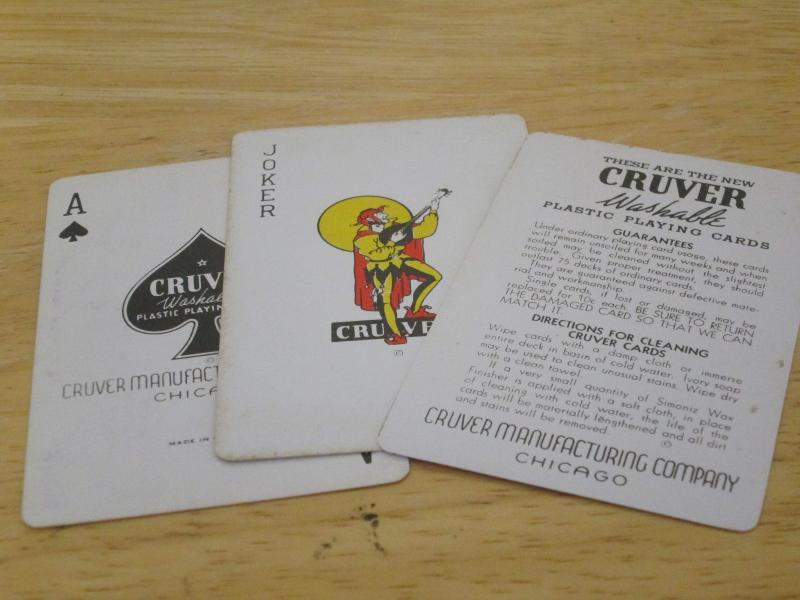 A
CRUV
Washa
PLASTIC PLAYIN
©
CRUVER MANUFACT
CHICA
MADE IN
JOKER
CRUVER
©
THESE ARE THE NEW
CRUVER
Washable
PLASTIC PLAYING CARDS
GUARANTEES
Under ordinary playing card usage, these cards
will remain unsoiled for many weeks and when
soiled may be cleaned without the slightest
trouble. Given proper treatment, they should
outlast 75 decks of ordinary cards.
They are guaranteed against defective mate-
rial and workmanship.
Single cards, if lost or damaged, may be
replaced for 10c each. BE SURE TO RETURN
THE DAMAGED CARD SO THAT WE CAN
MATCH IT.
DIRECTIONS FOR CLEANING
CRUVER CARDS
Wipe cards with a damp cloth or immerse
entire deck in basin of cold water. Ivory soap
may be used to clean unusual stains. Wipe dry
with a clean towel.
If a very small quantity of Simoniz Wax
Finisher is applied with a soft cloth, in place
of cleaning with cold water, the life of the
cards will be materially lengthened and all dirt
and stains will be removed.
©
CRUVER MANUFACTURING COMPANY
CHICAGO